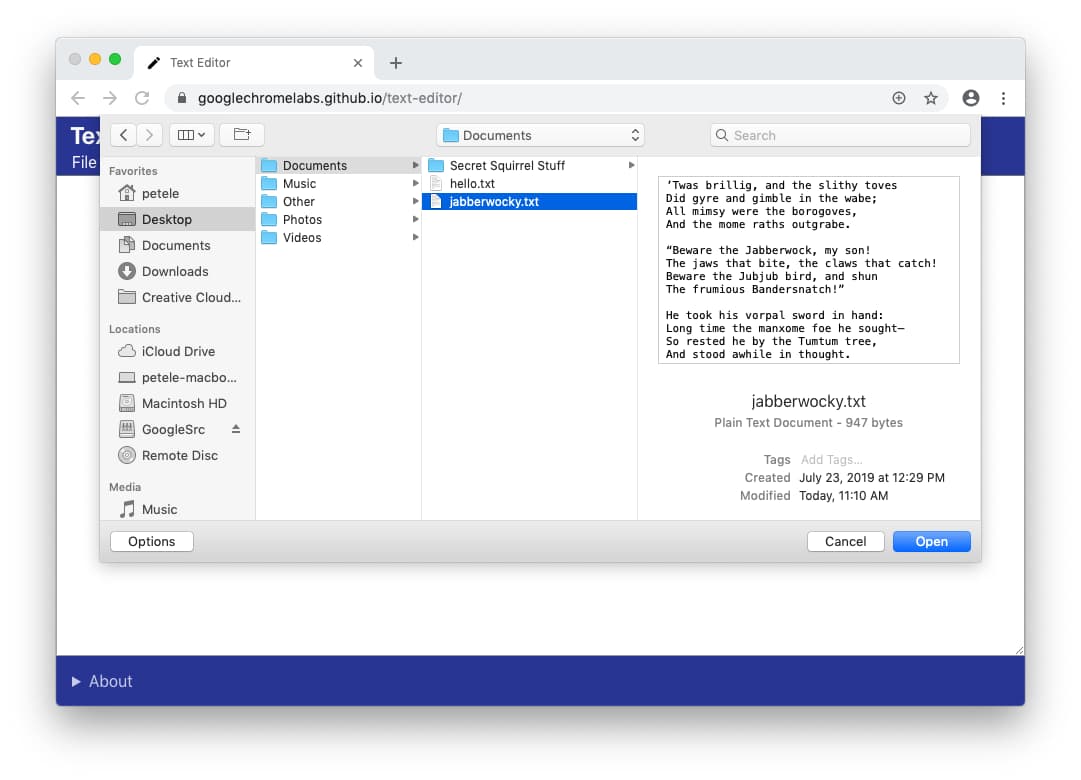 Text Editor
googlechromelabs.github.io/text-editor/
File
Documents
Search
Favorites
petele
Desktop
Documents
Downloads
Creative Cloud...
Locations
iCloud Drive
petele-macbo...
Macintosh HD
GoogleSrc
Remote Disc
Media
Music
Documents
Music
Other
Photos
Videos
Secret Squirrel Stuff
hello.txt
jabberwocky.txt
’Twas brillig, and the slithy toves
Did gyre and gimble in the wabe;
All mimsy were the borogoves,
And the mome raths outgrabe.
“Beware the Jabberwock, my son!
The jaws that bite, the claws that catch!
Beware the Jubjub bird, and shun
The frumious Bandersnatch!”
He took his vorpal sword in hand:
Long time the manxome foe he sought—
So rested he by the Tumtum tree,
And stood awhile in thought.
jabberwocky.txt
Plain Text Document - 947 bytes
Tags Add Tags...
Created July 23, 2019 at 12:29 PM
Modified Today, 11:10 AM
Options
Cancel
Open
About